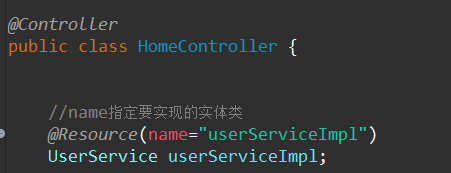 @Controller
public class HomeController {
//name指定要实现的实体类
@Resource(name="userServiceImpl")
UserService userServiceImpl;